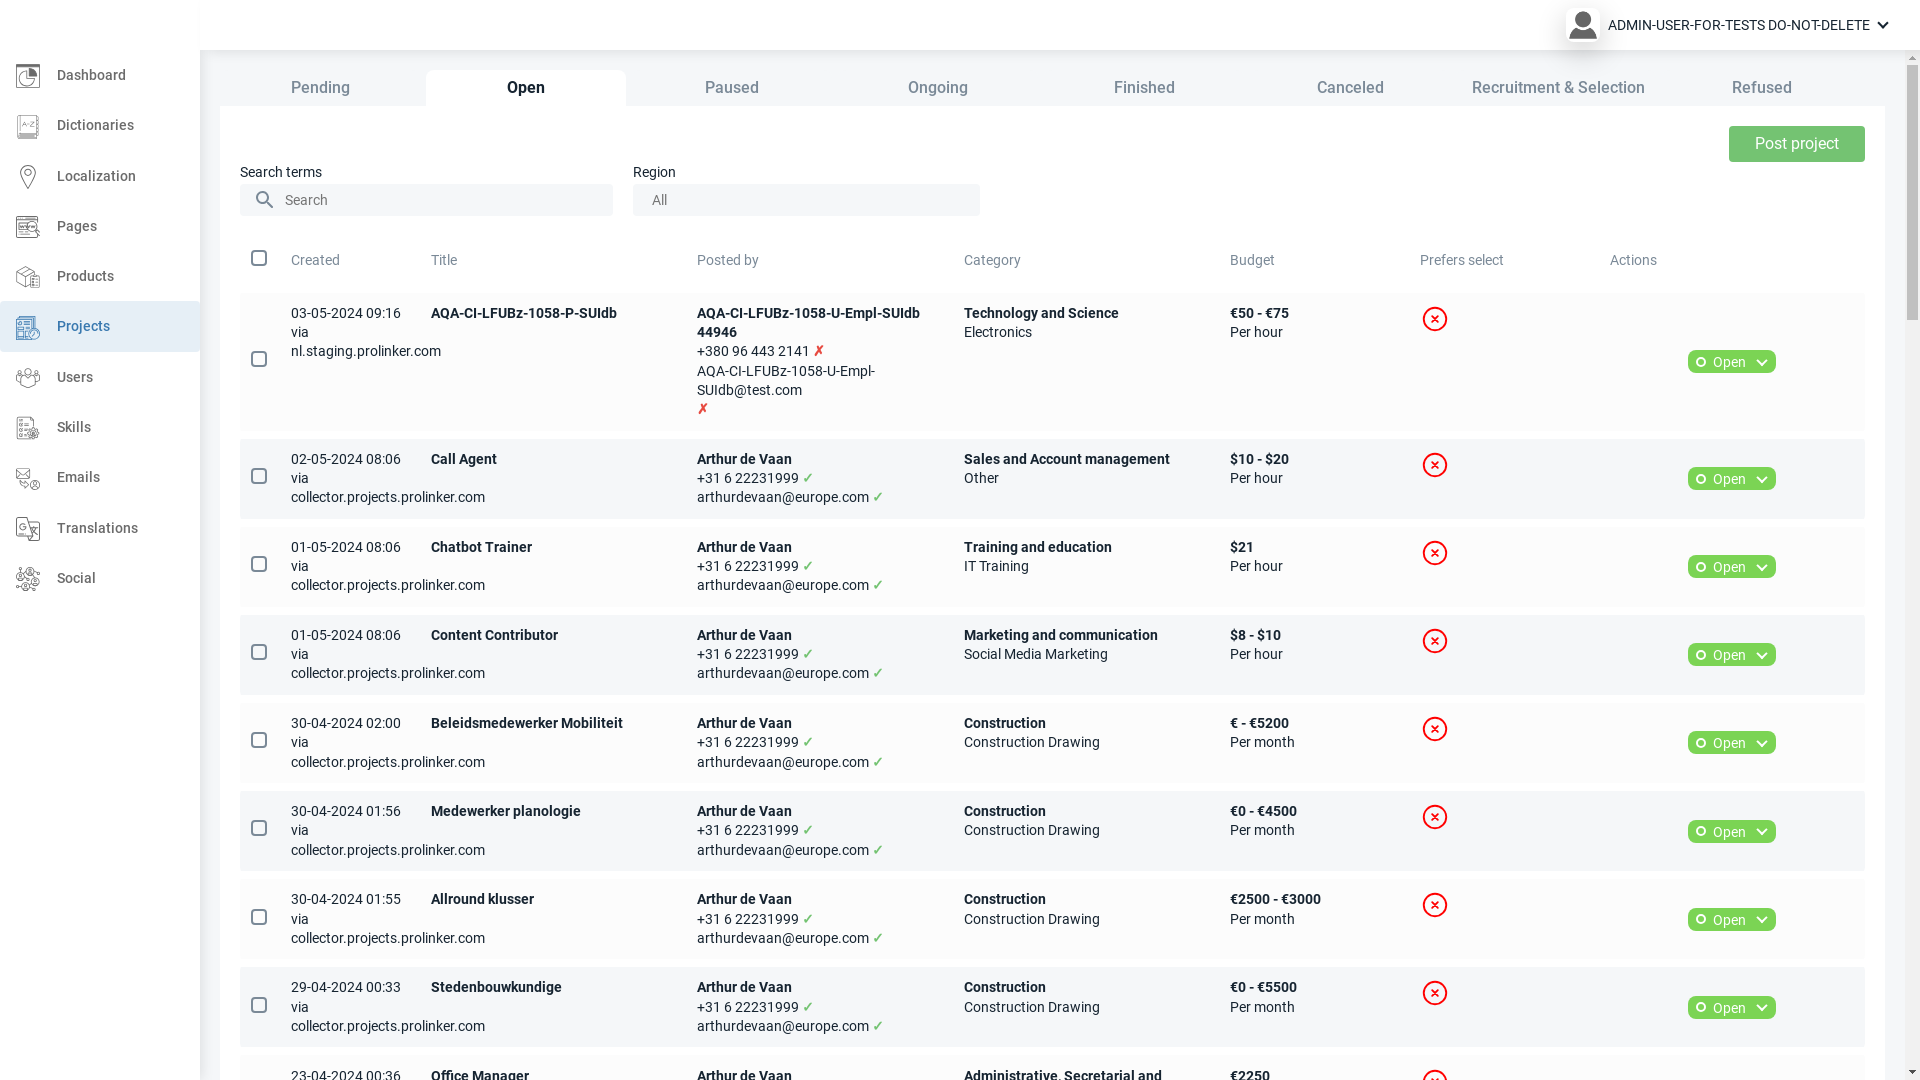 ADMIN-USER-FOR-TESTS DO-NOT-DELETE
Dashboard
Dictionaries
Localization
Pages
Products
Projects
Users
Skills
Emails
Translations
Social
Pending
Open
Paused
Ongoing
Finished
Canceled
Recruitment & Selection
Refused
Post project
Search terms
Region
Search
All
Created
Title
Posted by
Category
Budget
Prefers select
Actions
03-05-2024 09:16
via
nl.staging.prolinker.com
AQA-CI-LFUBz-1058-P-SUIdb
AQA-CI-LFUBz-1058-U-Empl-SUIdb
44946
+380 96 443 2141 ✗
AQA-CI-LFUBz-1058-U-Empl-
SUIdb@test.com
✗
Technology and Science
Electronics
€50 - €75
Per hour
Open
02-05-2024 08:06
via
collector.projects.prolinker.com
Call Agent
Arthur de Vaan
+31 6 22231999 ✓
arthurdevaan@europe.com ✓
Sales and Account management
Other
$10 - $20
Per hour
Open
01-05-2024 08:06
via
collector.projects.prolinker.com
Chatbot Trainer
Arthur de Vaan
+31 6 22231999 ✓
arthurdevaan@europe.com ✓
Training and education
IT Training
$21
Per hour
Open
01-05-2024 08:06
via
collector.projects.prolinker.com
Content Contributor
Arthur de Vaan
+31 6 22231999 ✓
arthurdevaan@europe.com ✓
Marketing and communication
Social Media Marketing
$8 - $10
Per hour
Open
30-04-2024 02:00
via
collector.projects.prolinker.com
Beleidsmedewerker Mobiliteit
Arthur de Vaan
+31 6 22231999 ✓
arthurdevaan@europe.com ✓
Construction
Construction Drawing
€ - €5200
Per month
Open
30-04-2024 01:56
via
collector.projects.prolinker.com
Medewerker planologie
Arthur de Vaan
+31 6 22231999 ✓
arthurdevaan@europe.com ✓
Construction
Construction Drawing
€0 - €4500
Per month
Open
30-04-2024 01:55
via
collector.projects.prolinker.com
Allround klusser
Arthur de Vaan
+31 6 22231999 ✓
arthurdevaan@europe.com ✓
Construction
Construction Drawing
€2500 - €3000
Per month
Open
29-04-2024 00:33
via
collector.projects.prolinker.com
Stedenbouwkundige
Arthur de Vaan
+31 6 22231999 ✓
arthurdevaan@europe.com ✓
Construction
Construction Drawing
€0 - €5500
Per month
Open
23-04-2024 00:36
Office Manager
Arthur de Vaan
Administrative, Secretarial and
€2250